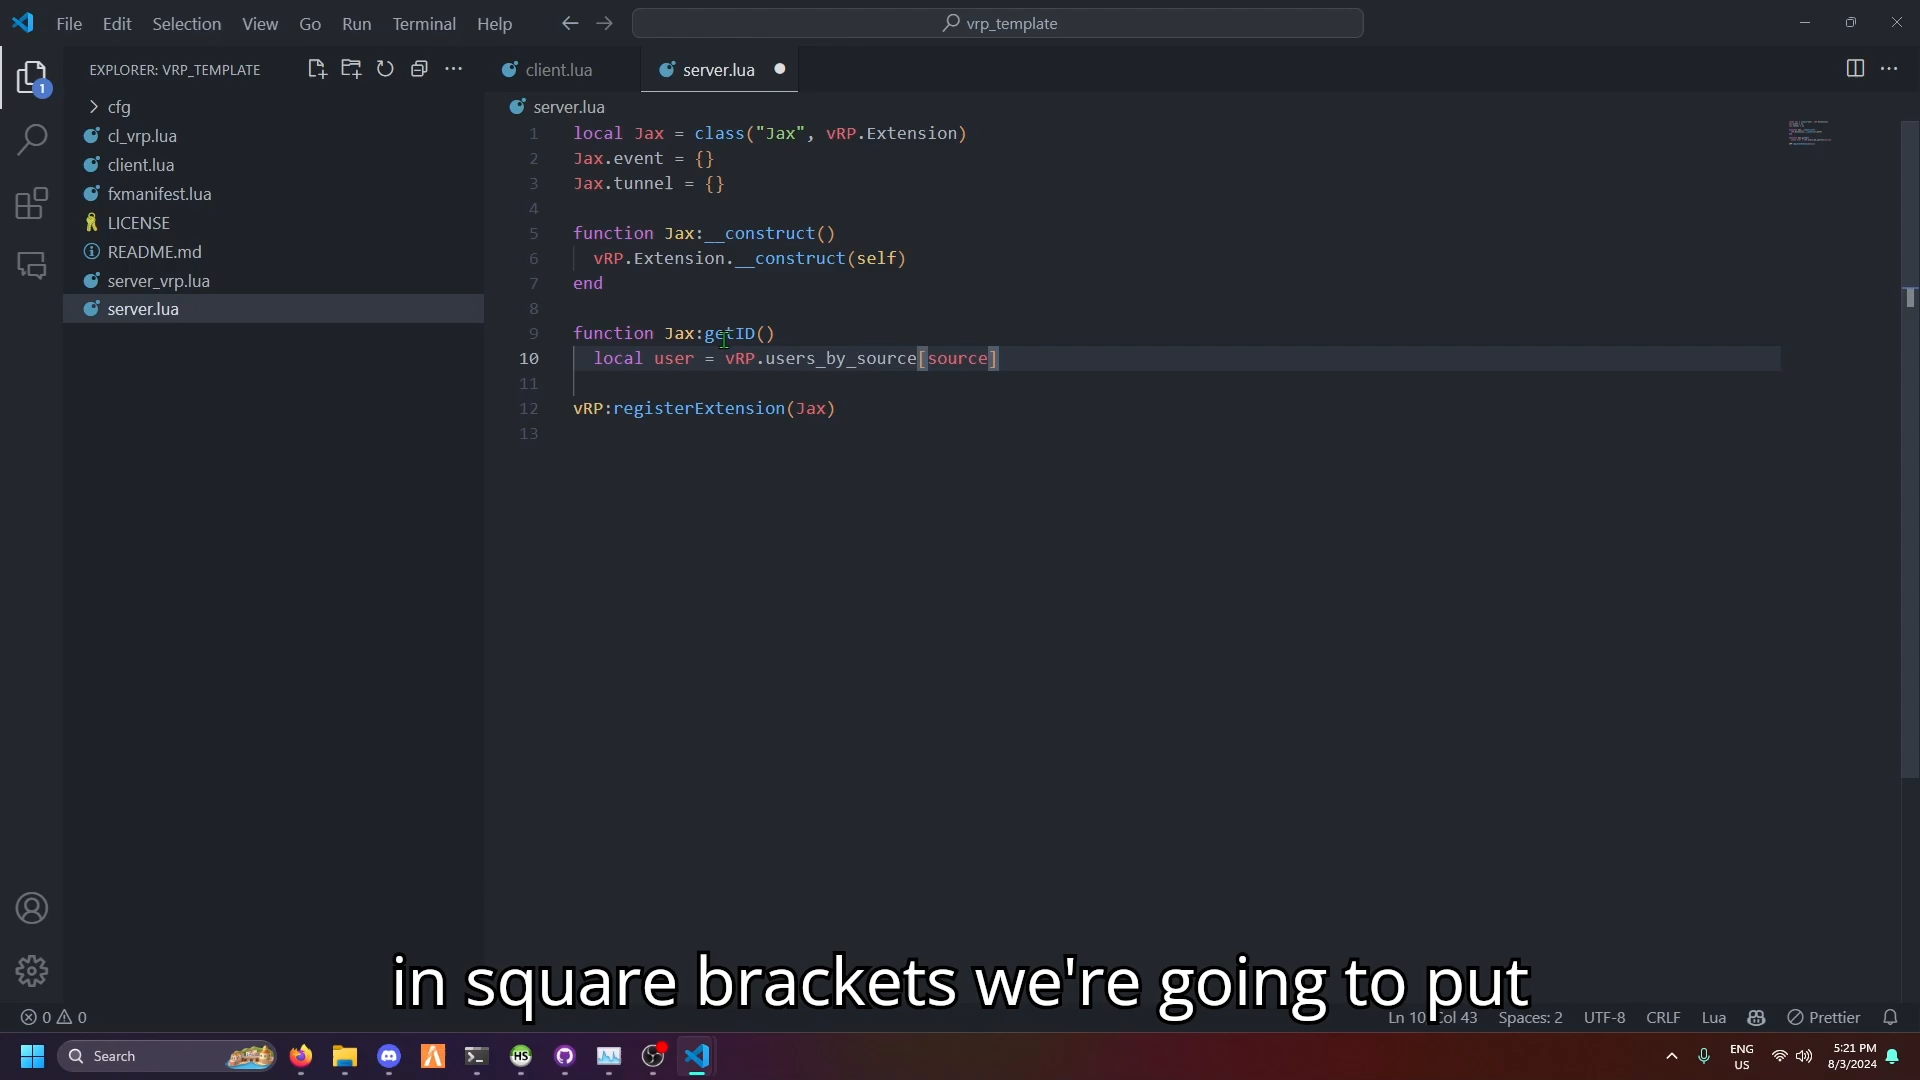 File Edit Selection View Go Run Terminal Help
vrp_template
EXPLORER: VRP_TEMPLATE
1
cfg
cl_vrp.lua
client.lua
fxmanifest.lua
LICENSE
README.md
server_vrp.lua
server.lua
client.lua
server.lua
server.lua
1 local Jax = class("Jax", vRP.Extension)
2 Jax.event = {}
3 Jax.tunnel = {}
4
5 function Jax:__construct()
6 vRP.Extension.__construct(self)
7 end
8
9 function Jax:getID()
10 local user = vRP.users_by_source[source]
11
12 vRP:registerExtension(Jax)
13
in square brackets we're going to put
0 0
Ln 10, Col 43 Spaces: 2 UTF-8 CRLF Lua Prettier
Search
HS
ENG
US
5:21 PM
8/3/2024